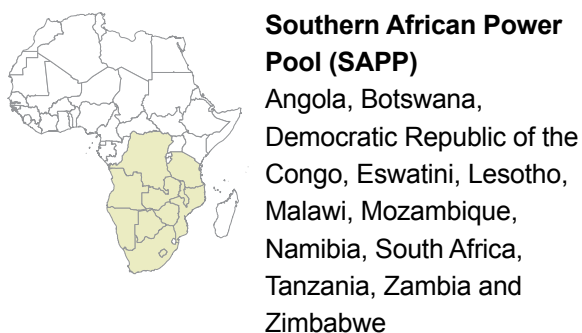 Southern African Power
Pool (SAPP)
Angola, Botswana,
Democratic Republic of the
Congo, Eswatini, Lesotho,
Malawi, Mozambique,
Namibia, South Africa,
Tanzania, Zambia and
Zimbabwe